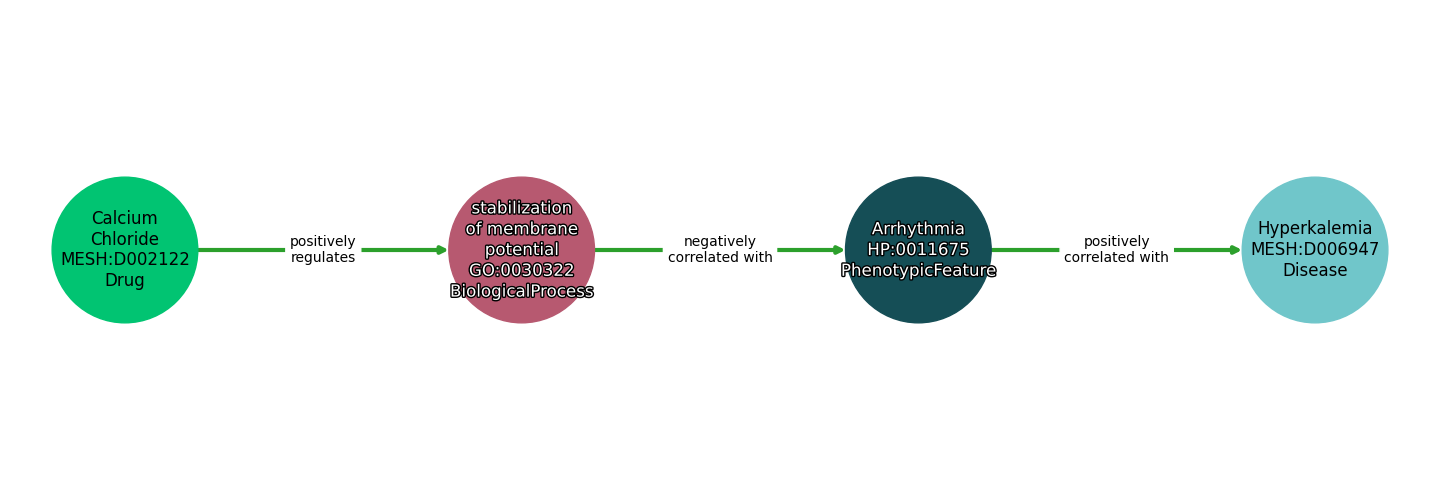 Calcium
Chloride
MESH:D002122
Drug
positively
regulates
stabilization
of membrane
potential
GO:0030322
BiologicalProcess
negatively
correlated with
Arrhythmia
HP:0011675
PhenotypicFeature
positively
correlated with
Hyperkalemia
MESH:D006947
Disease